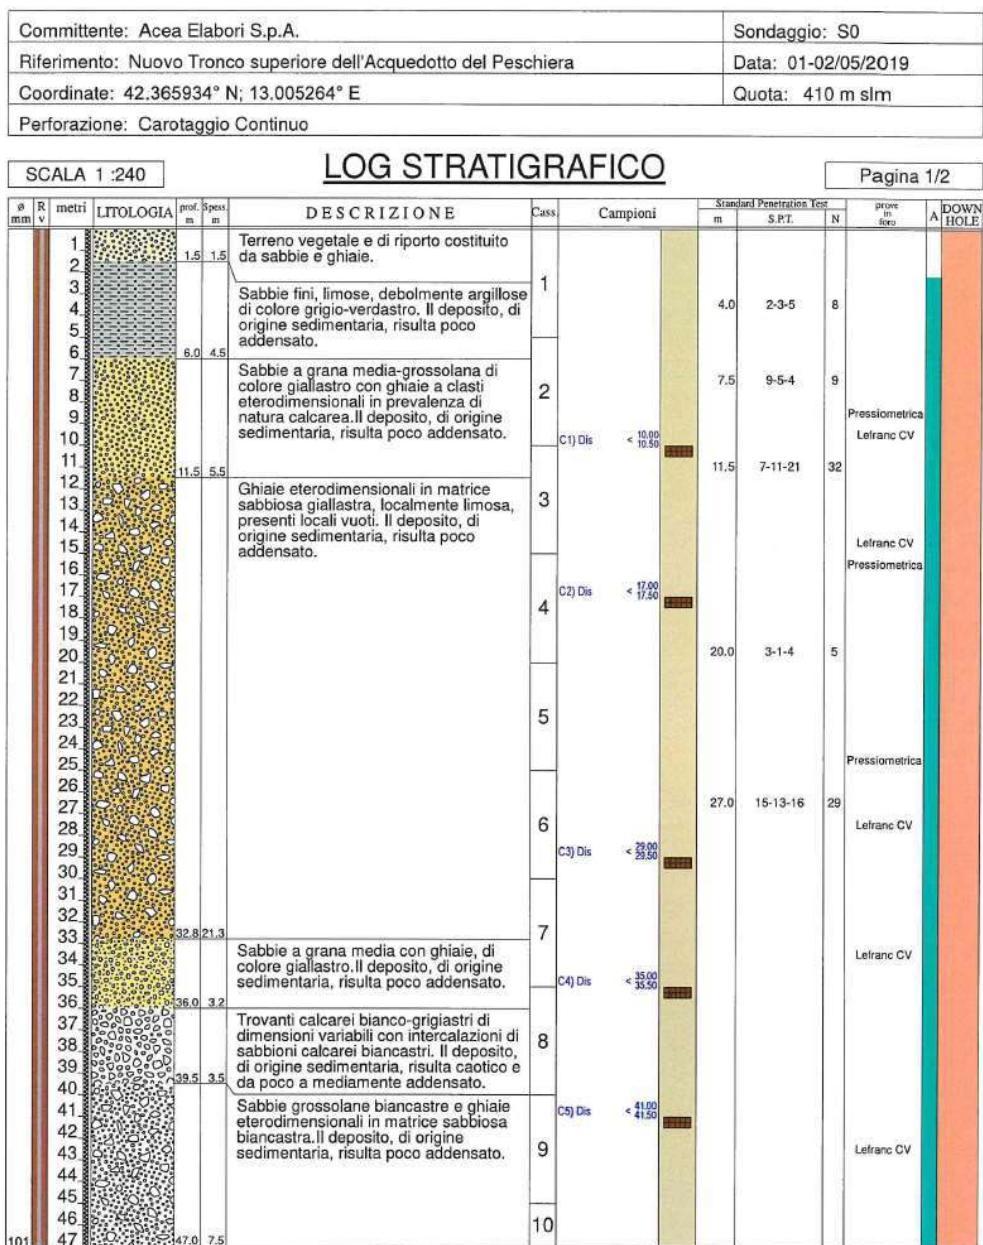 Committente: Acea Elabori S.p.A.
Sondaggio: S0
Riferimento: Nuovo Tronco superiore dell'Acquedotto del Peschiera
Data: 01-02/05/2019
Coordinate: 42.365934° N; 13.005264° E
Quota: 410 m slm
Perforazione: Carotaggio Continuo
SCALA 1 :240
LOG STRATIGRAFICO
Pagina 1/2
ø mm
R v
metri
LITOLOGIA
prof. m
Spess. m
DESCRIZIONE
Cass.
Campioni
Standard Penetration Test
m
S.P.T.
N
prove in foro
A
DOWN HOLE
1
2
3
4
5
6
7
8
9
10
11
12
13
14
15
16
17
18
19
20
21
22
23
24
25
26
27
28
29
30
31
32
33
34
35
36
37
38
39
40
41
42
43
44
45
46
47
101
1.5 1.5
Terreno vegetale e di riporto costituito
da sabbie e ghiaie.
Sabbie fini, limose, debolmente argillose
di colore grigio-verdastro. Il deposito, di
origine sedimentaria, risulta poco
addensato.
6.0 4.5
Sabbie a grana media-grossolana di
colore giallastro con ghiaie a clasti
eterodimensionali in prevalenza di
natura calcarea.Il deposito, di origine
sedimentaria, risulta poco addensato.
11.5 5.5
Ghiaie eterodimensionali in matrice
sabbiosa giallastra, localmente limosa,
presenti locali vuoti. Il deposito, di
origine sedimentaria, risulta poco
addensato.
32.8 21.3
Sabbie a grana media con ghiaie, di
colore giallastro.Il deposito, di origine
sedimentaria, risulta poco addensato.
36.0 3.2
Trovanti calcarei bianco-grigiastri di
dimensioni variabili con intercalazioni di
sabbioni calcarei biancastri. Il deposito,
di origine sedimentaria, risulta caotico e
da poco a mediamente addensato.
39.5 3.5
Sabbie grossolane biancastre e ghiaie
eterodimensionali in matrice sabbiosa
biancastra.Il deposito, di origine
sedimentaria, risulta poco addensato.
47.0 7.5
1
2
3
4
5
6
7
8
9
10
C1) Dis < 10.00
10.50
C2) Dis < 17.00
17.50
C3) Dis < 29.00
29.50
C4) Dis < 35.00
35.50
C5) Dis < 41.00
41.50
4.0 2-3-5 8
7.5 9-5-4 9
11.5 7-11-21 32
20.0 3-1-4 5
27.0 15-13-16 29
Pressiometrica
Lefranc CV
Lefranc CV
Pressiometrica
Pressiometrica
Lefranc CV
Lefranc CV
Lefranc CV